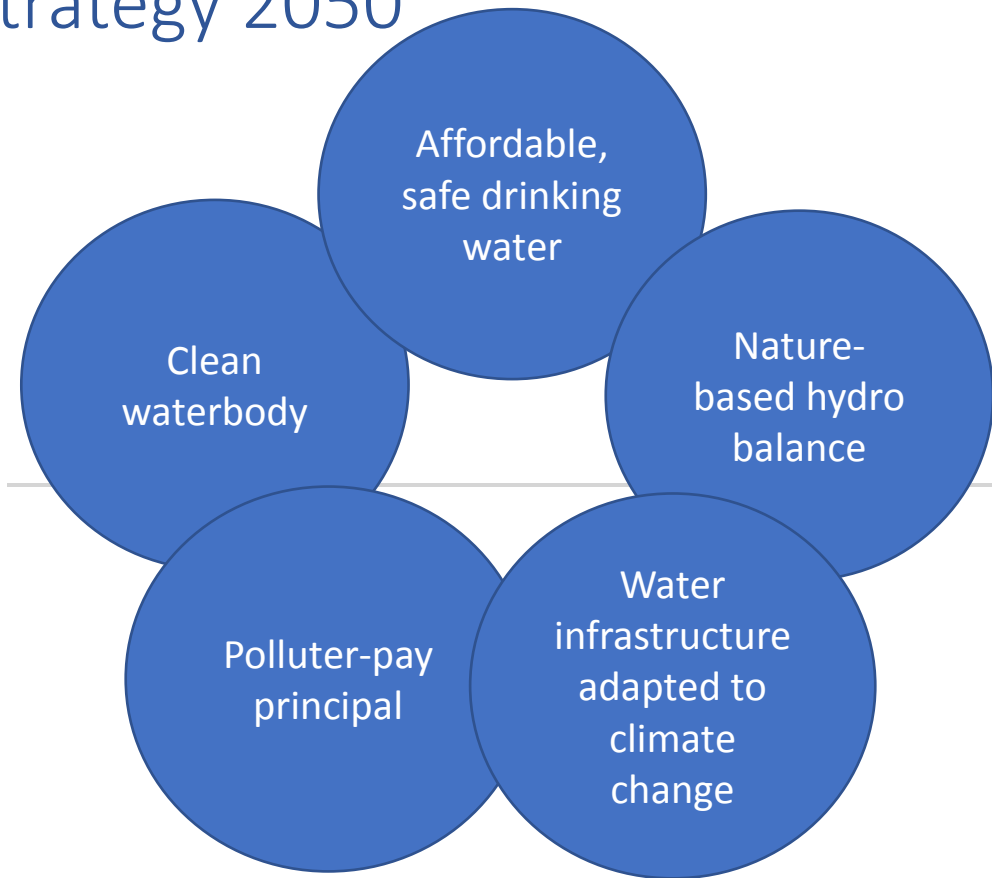 trategy 2050
Affordable,
safe drinking
water
Nature-
based hydro
balance
Water
infrastructure
adapted to
climate
change
Polluter-pay
principal
Clean
waterbody